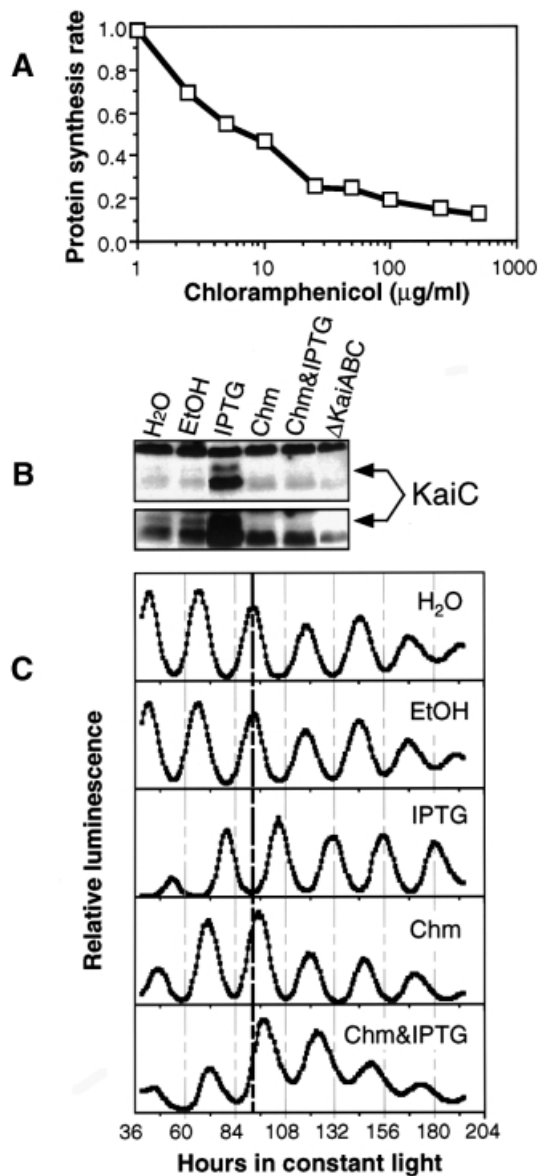 A
Protein synthesis rate
1.0
0.8
0.6
0.4
0.2
0.0
1 10 100 1000
Chloramphenicol (μg/ml)
B
H2O EtOH IPTG Chm Chm&IPTG ΔKaiABC
KaiC
C
Relative luminescence
H₂O
EtOH
IPTG
Chm
Chm&IPTG
36 60 84 108 132 156 180 204
Hours in constant light